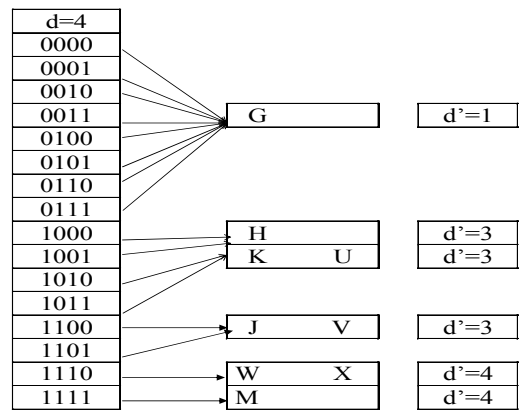 d=4
0000
0001
0010
0011 G d'=1
0100
0101
0110
0111
1000 H d'=3
1001 K U d'=3
1010
1011
1100 J V d'=3
1101
1110 W X d'=4
1111 M d'=4